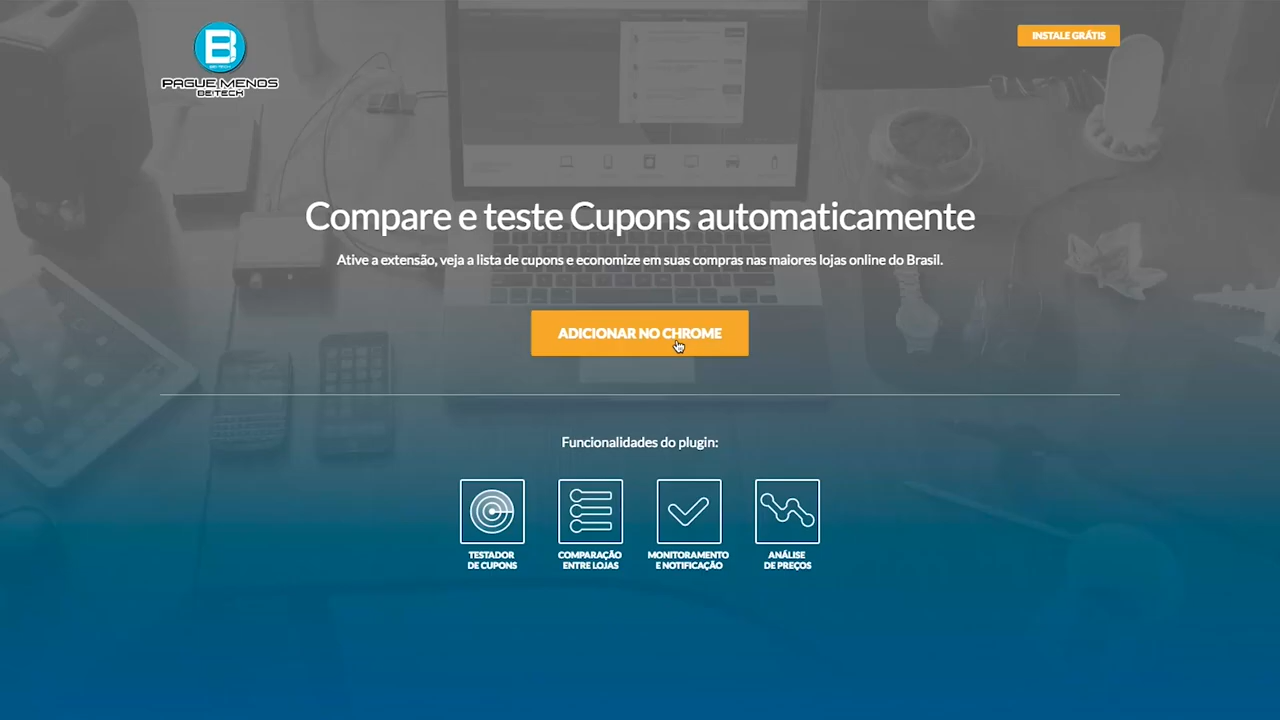 B
BE!TECH
PAGUE MENOS
BE!TECH
INSTALE GRÁTIS
Compare e teste Cupons automaticamente
Ative a extensão, veja a lista de cupons e economize em suas compras nas maiores lojas online do Brasil.
ADICIONAR NO CHROME
Funcionalidades do plugin:
TESTADOR
DE CUPONS
COMPARAÇÃO
ENTRE LOJAS
MONITORAMENTO
E NOTIFICAÇÃO
ANÁLISE
DE PREÇOS